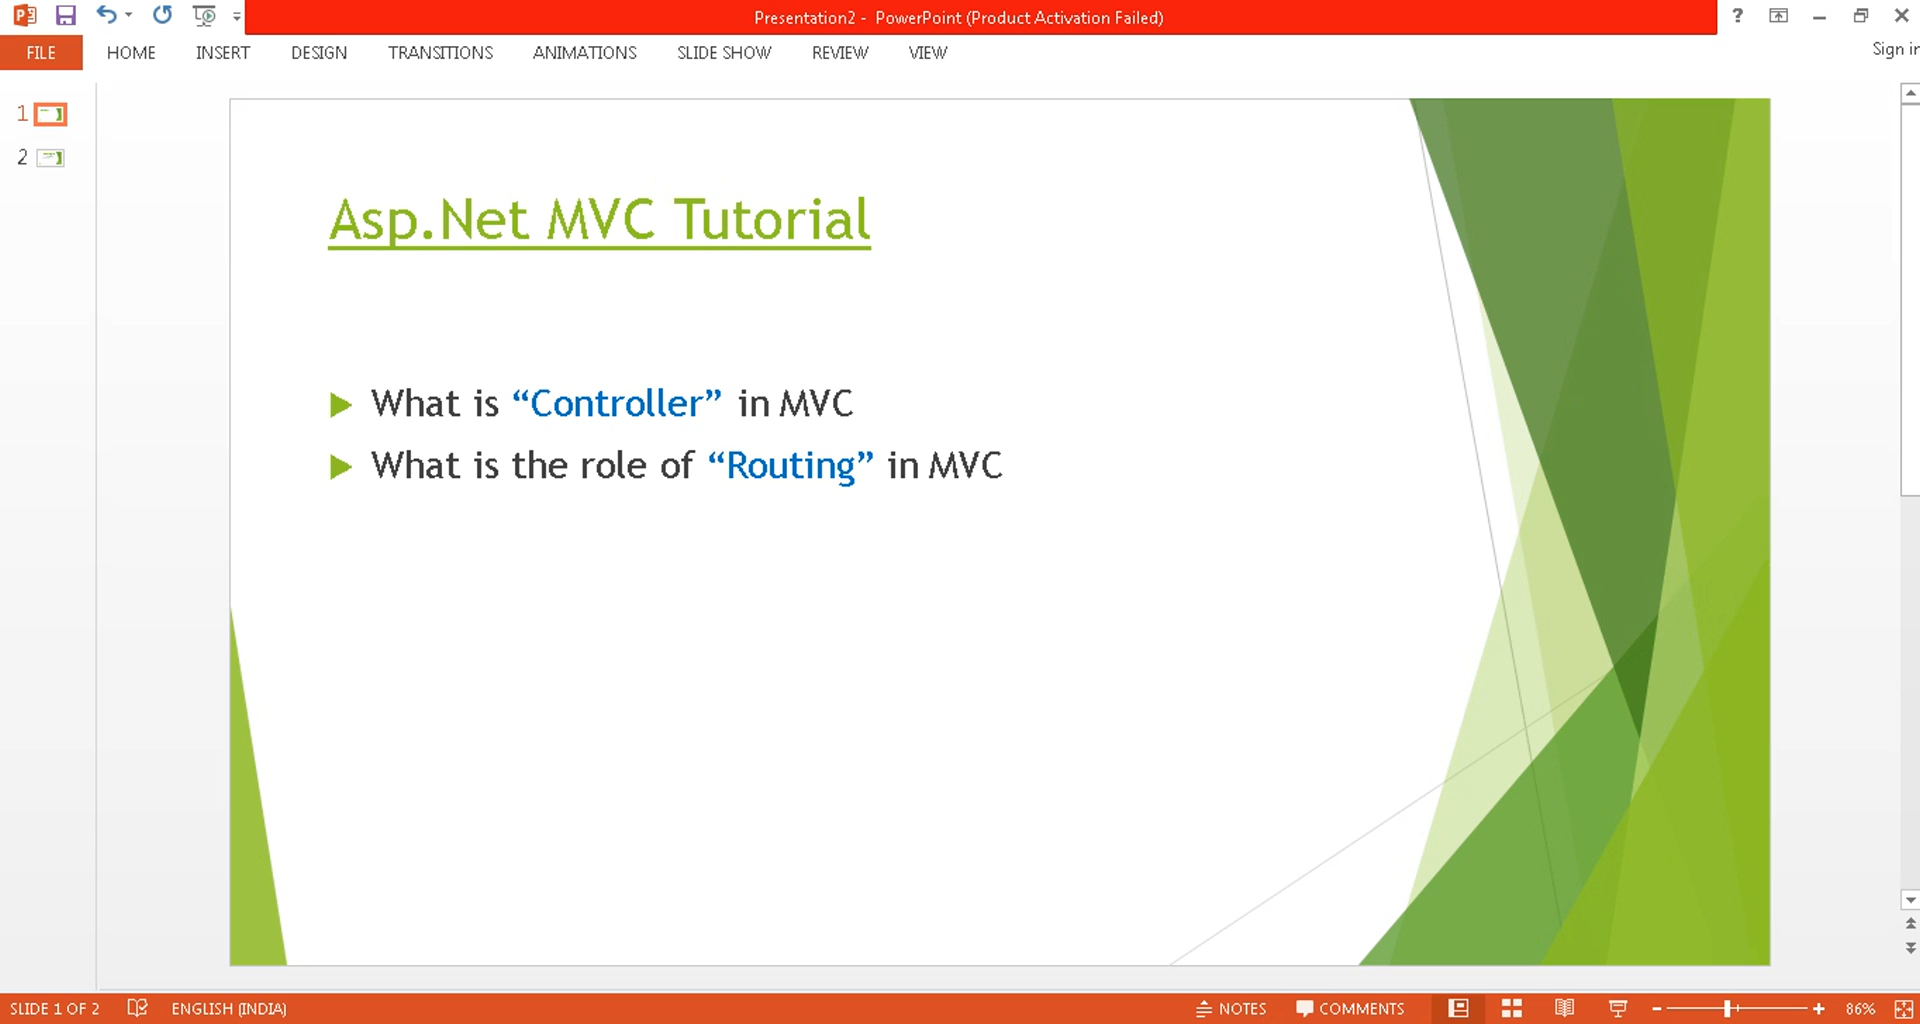 Presentation2 - PowerPoint (Product Activation Failed)
FILE HOME INSERT DESIGN TRANSITIONS ANIMATIONS SLIDE SHOW REVIEW VIEW
Sign in
1
2
Asp.Net MVC Tutorial
What is “Controller” in MVC
What is the role of “Routing” in MVC
SLIDE 1 OF 2 ENGLISH (INDIA) NOTES COMMENTS 86%